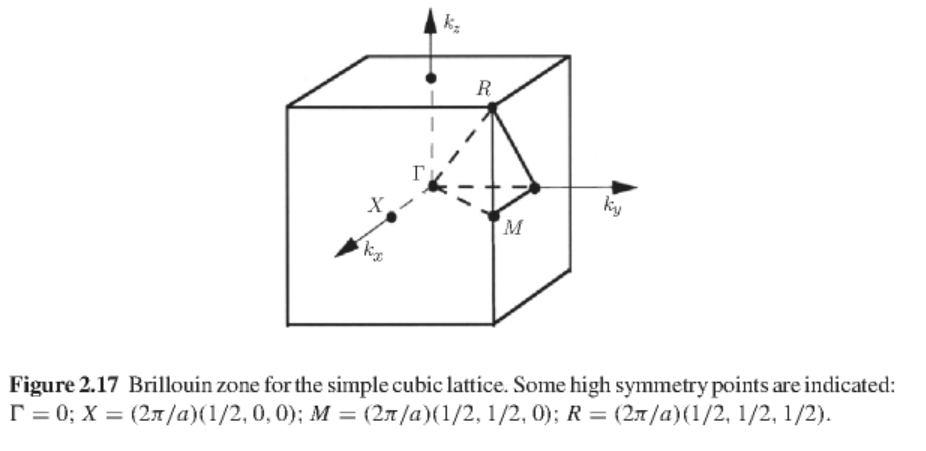 k_z
R
Γ
X
k_y
M
k_x
Figure 2.17 Brillouin zone for the simple cubic lattice. Some high symmetry points are indicated:
Γ = 0; X = (2π/a)(1/2, 0, 0); M = (2π/a)(1/2, 1/2, 0); R = (2π/a)(1/2, 1/2, 1/2).